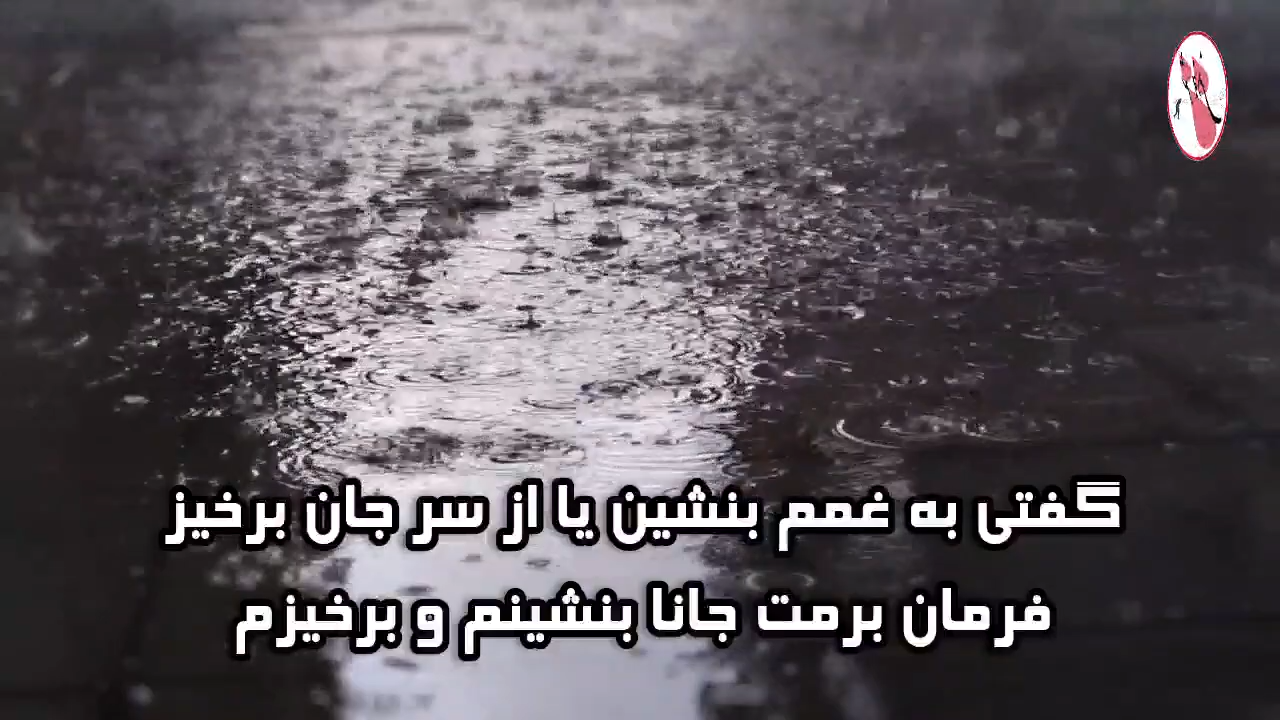 گفتی به غمم بنشین یا از سر جان برخیز
فرمان برمت جانا بنشینم و برخیزم